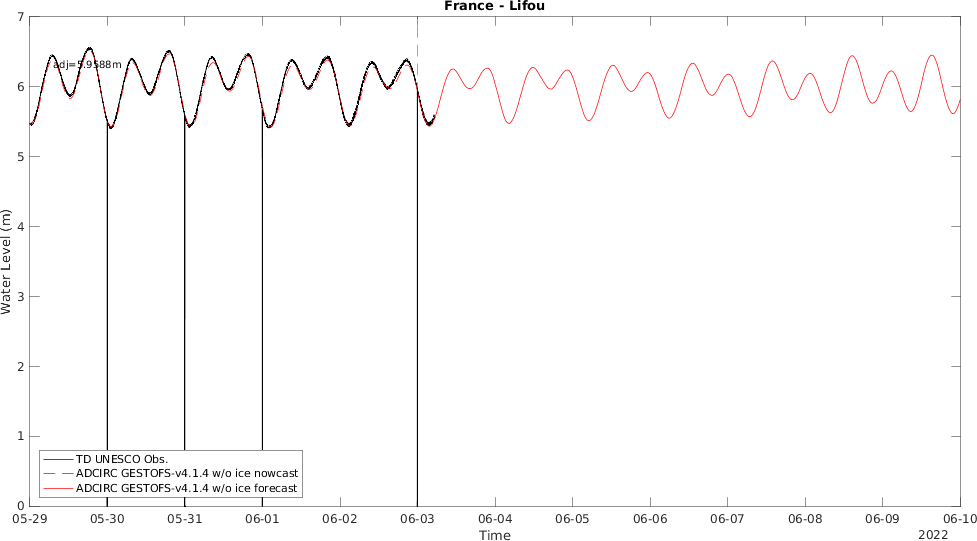 France - Lifou
7
6
5
4
3
2
1
0
Water Level (m)
adj=5.9588m
TD UNESCO Obs.
ADCIRC GESTOFS-v4.1.4 w/o ice nowcast
ADCIRC GESTOFS-v4.1.4 w/o ice forecast
05-29 05-30 05-31 06-01 06-02 06-03 06-04 06-05 06-06 06-07 06-08 06-09 06-10
Time
2022